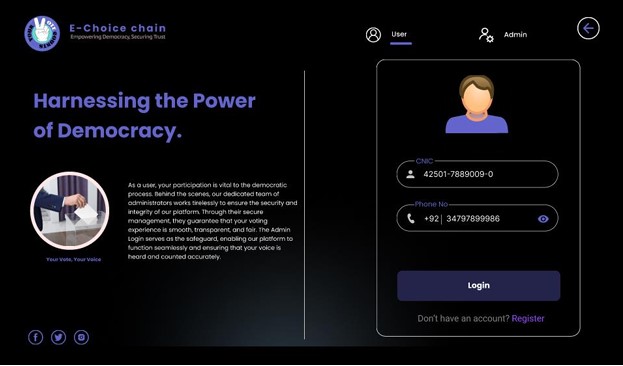 E-Choice chain
Empowering Democracy, Securing Trust
User
Admin
Harnessing the Power
of Democracy.
As a user, your participation is vital to the democratic
process. Behind the scenes, our dedicated team of
administrators works tirelessly to ensure the security and
integrity of our platform. Through their secure
management, they guarantee that your voting
experience is smooth, transparent, and fair. The Admin
Login serves as the safeguard, enabling our platform to
function seamlessly and ensuring that your voice is
heard and counted accurately.
Your Vote, Your Voice
CNIC
42501-7889009-0
Phone No
+92| 34797899986
Login
Don't have an account? Register